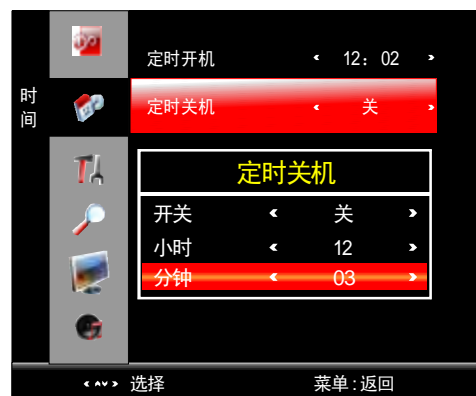 定时开机 12：02
时间
定时关机 关
定时关机
开关 关
小时 12
分钟 03
选择 菜单:返回